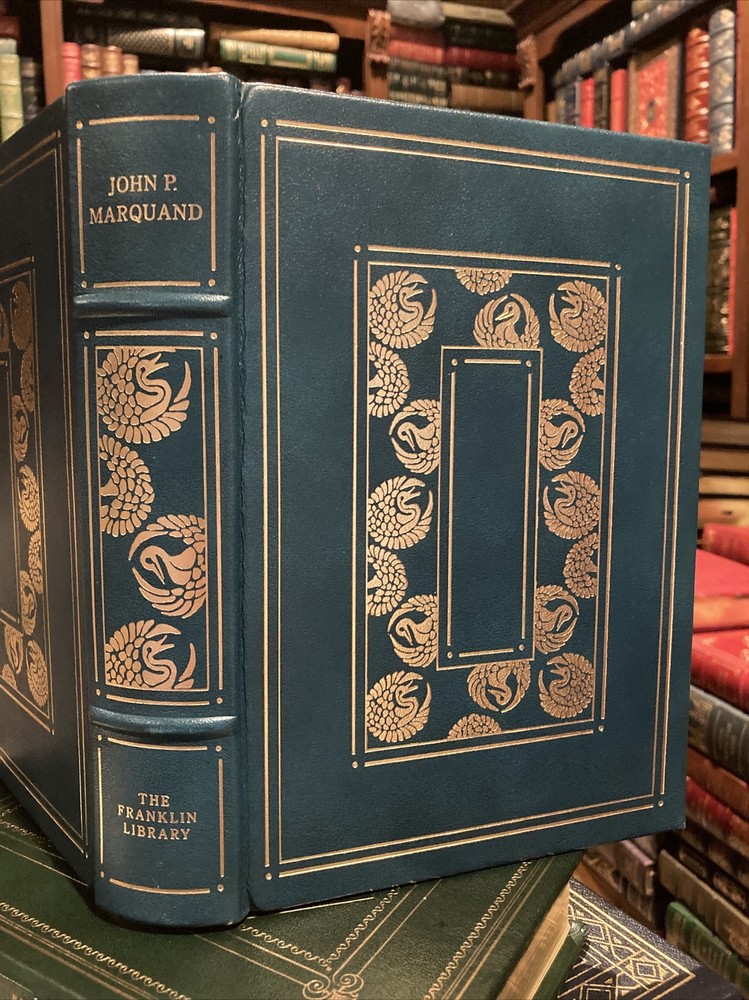 JOHN P.
MARQUAND
THE
FRANKLIN
LIBRARY